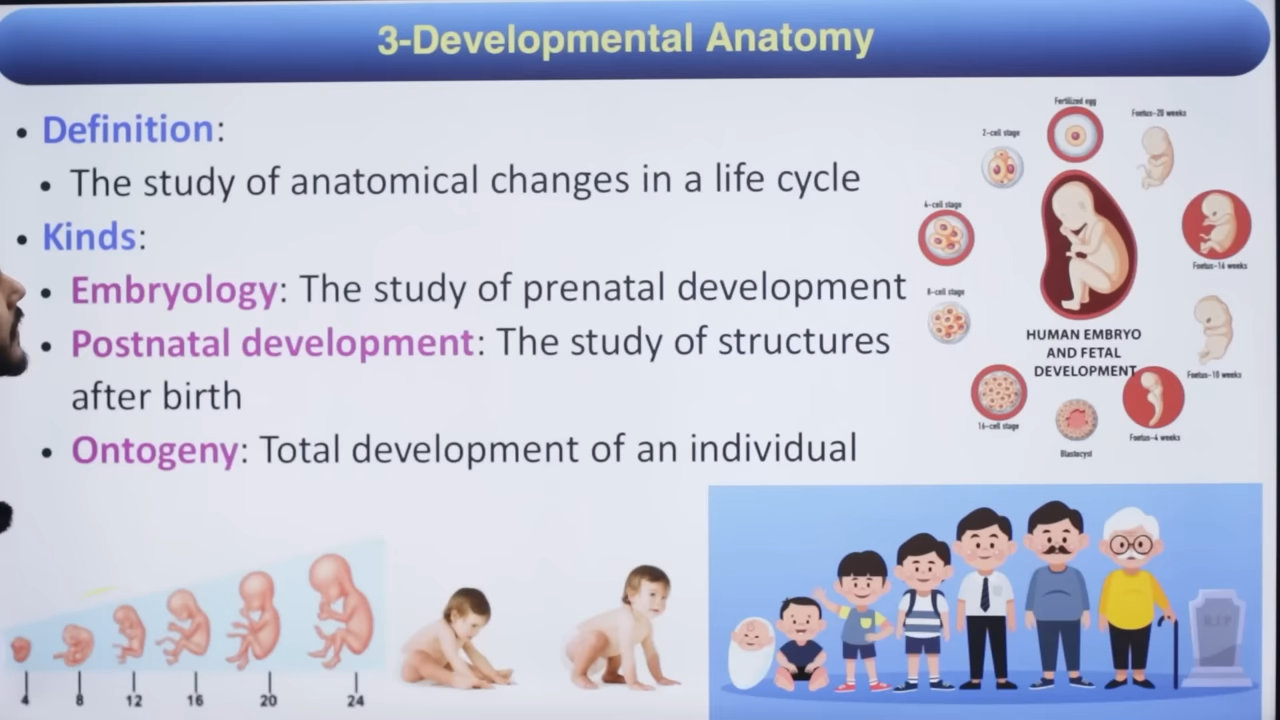 3-Developmental Anatomy
• Definition:
• The study of anatomical changes in a life cycle
• Kinds:
• Embryology: The study of prenatal development
• Postnatal development: The study of structures
after birth
• Ontogeny: Total development of an individual
Fertilized egg
2-cell stage
Foetus-20 weeks
4-cell stage
Foetus-16 weeks
8-cell stage
HUMAN EMBRYO
AND FETAL
DEVELOPMENT
Foetus-10 weeks
16-cell stage
Foetus-4 weeks
Blastocyst
R.I.P
4 8 12 16 20 24